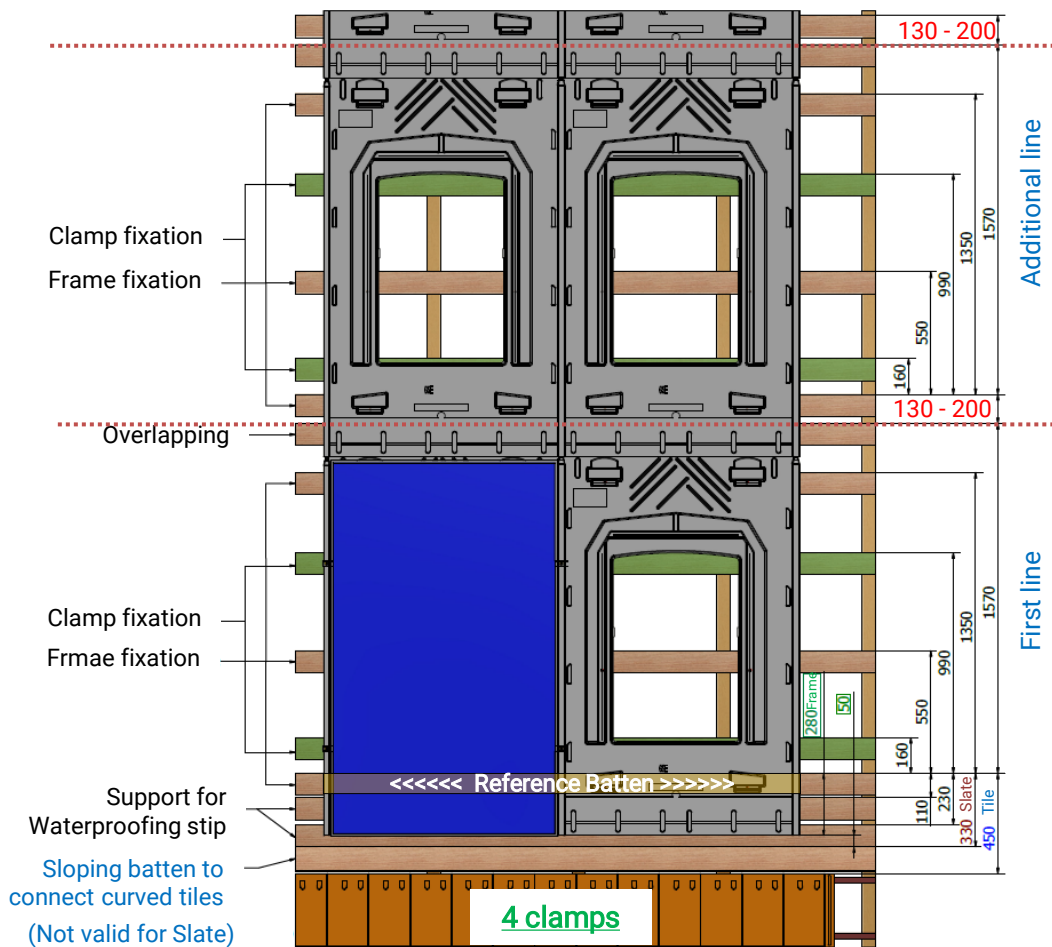 130 - 200
Additional line
1570
1350
990
550
160
Clamp fixation
Frame fixation
130 - 200
Overlapping
First line
1570
1350
990
550
160
Clamp fixation
Frmae fixation
280Frame
50
<<<<<< Reference Batten >>>>>>
110
230
330 Slate
450 Tile
Support for
Waterproofing stip
Sloping batten to
connect curved tiles
(Not valid for Slate)
4 clamps